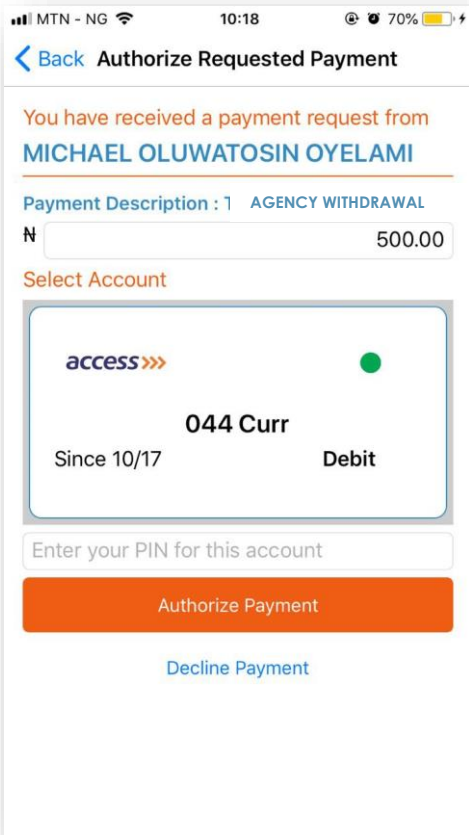 MTN - NG 10:18 70%
Back Authorize Requested Payment
You have received a payment request from
MICHAEL OLUWATOSIN OYELAMI
Payment Description : T AGENCY WITHDRAWAL
₦ 500.00
Select Account
access>>>
044 Curr
Since 10/17 Debit
Enter your PIN for this account
Authorize Payment
Decline Payment